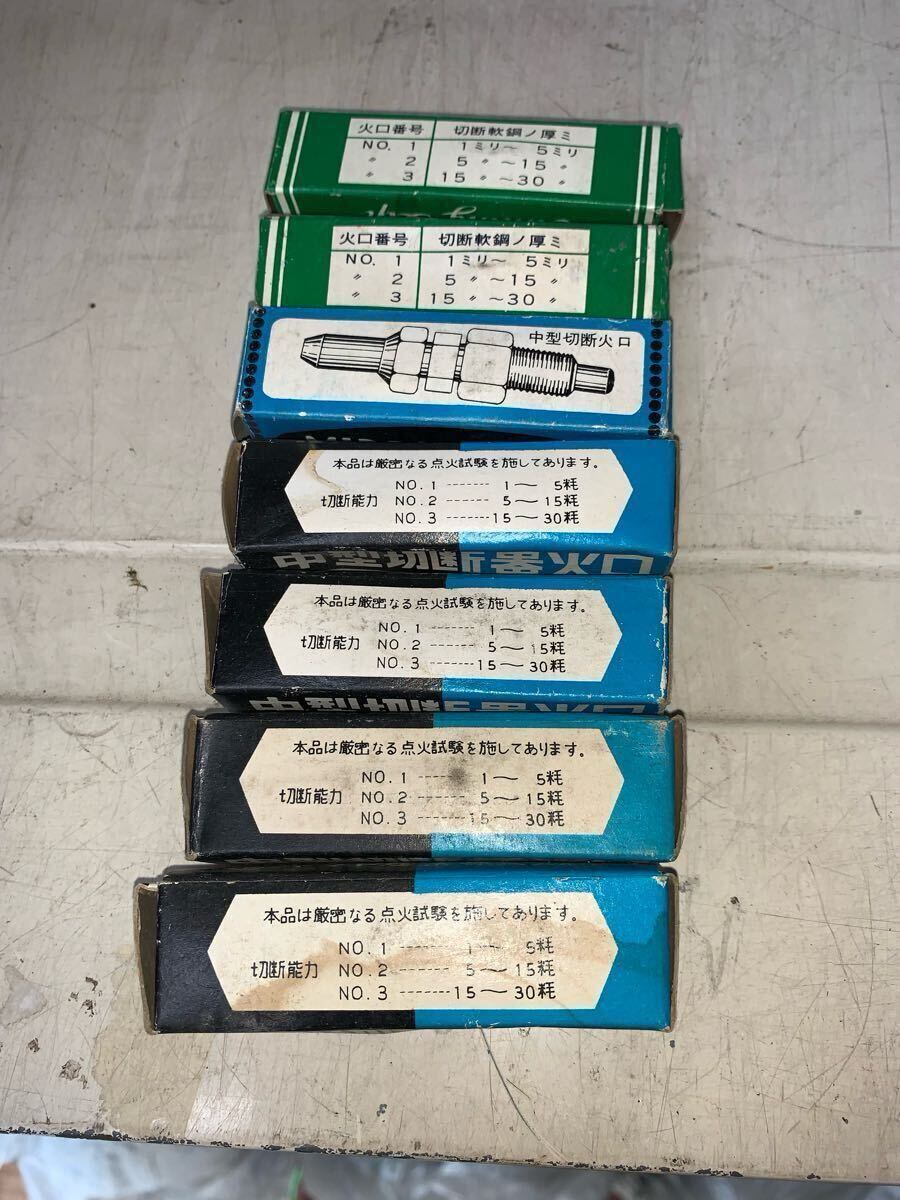 火口番号 切断軟鋼ノ厚ミ
NO. 1 1ミリ〜 5ミリ
〃 2 5 〃 〜15 〃
〃 3 15 〃 〜30 〃
火口番号 切断軟鋼ノ厚ミ
NO. 1 1ミリ〜 5ミリ
〃 2 5 〃 〜15 〃
〃 3 15 〃 〜30 〃
中型切断火口
本品は厳密なる点火試験を施してあります。
NO. 1 ------- 1〜 5粍
切断能力 NO. 2 ------- 5〜15粍
NO. 3 -------15〜30粍
中型切断器火口
本品は厳密なる点火試験を施してあります。
NO. 1 ------- 1〜 5粍
切断能力 NO. 2 ------- 5〜15粍
NO. 3 -------15〜30粍
中型切断器火口
本品は厳密なる点火試験を施してあります。
NO. 1 ------- 1〜 5粍
切断能力 NO. 2 ------- 5〜15粍
NO. 3 -------15〜30粍
本品は厳密なる点火試験を施してあります。
NO. 1 ------- 1〜 5粍
切断能力 NO. 2 ------- 5〜15粍
NO. 3 -------15〜30粍